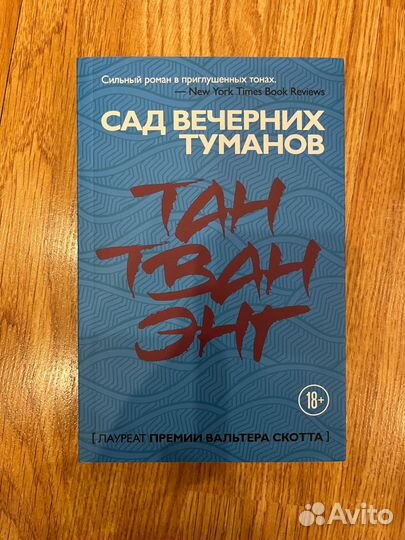 Сильный роман в приглушенных тонах.
— New York Times Book Reviews
САД ВЕЧЕРНИХ
ТУМАНОВ
ТАН
ТВАН
ЭНГ
18+
[ ЛАУРЕАТ ПРЕМИИ ВАЛЬТЕРА СКОТТА ]
Avito